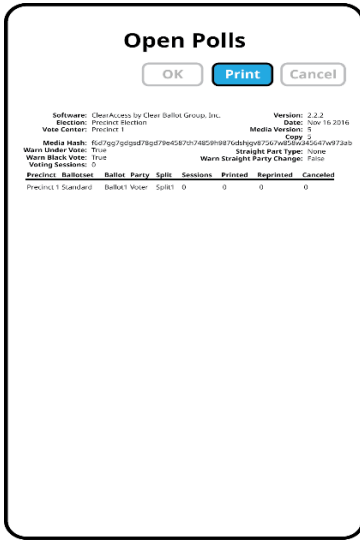 Open Polls
OK Print Cancel
Software: ClearAccess by Clear Ballot Group, Inc. Version: 2.2.2
Election: Precinct Election Date: Nov 16 2016
Vote Center: Precinct 1 Media Version: 5
Copy 5
Media Hash:
Warn Under Vote: True Straight Part Type: None
Warn Black Vote: True Warn Straight Party Change: False
Voting Sessions: 0
Precinct Ballotset Ballot Party Split Sessions Printed Reprinted Canceled
Precinct 1 Standard Ballot1 Voter Split1 0 0 0 0